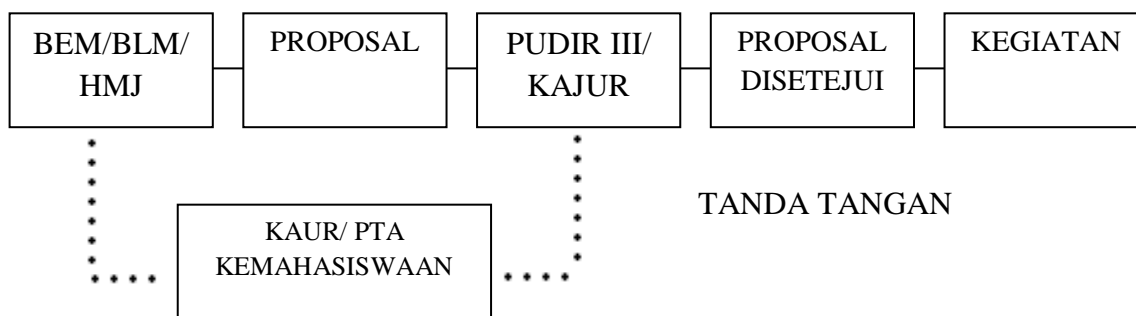 BEM/BLM/
HMJ
PROPOSAL
PUDIR III/
KAJUR
PROPOSAL
DISETEJUI
KEGIATAN
TANDA TANGAN
KAUR/ PTA
KEMAHASISWAAN